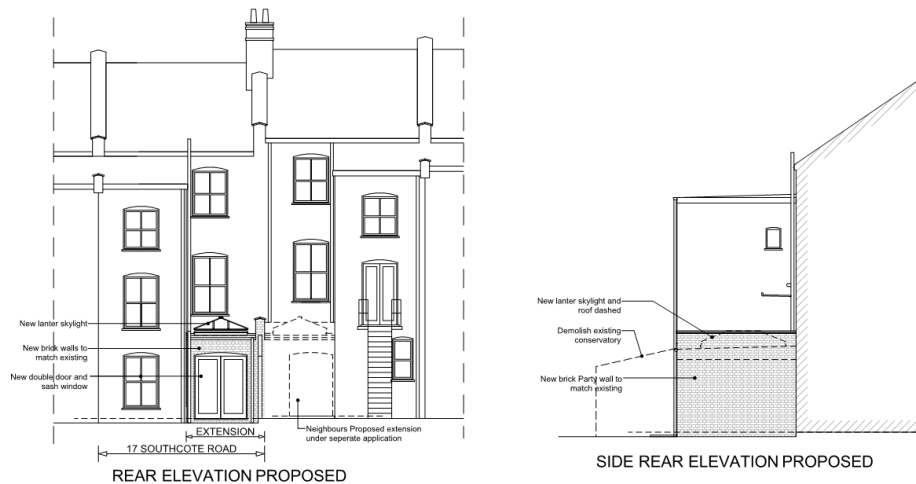 New lanter skylight
New brick walls to
match existing
New double door and
sash window
EXTENSION
17 SOUTHCOTE ROAD
Neighbours Proposed extension
under seperate application
REAR ELEVATION PROPOSED
New lanter skylight and
roof dashed
Demolish existing
conservatory
New brick Party wall to
match existing
SIDE REAR ELEVATION PROPOSED